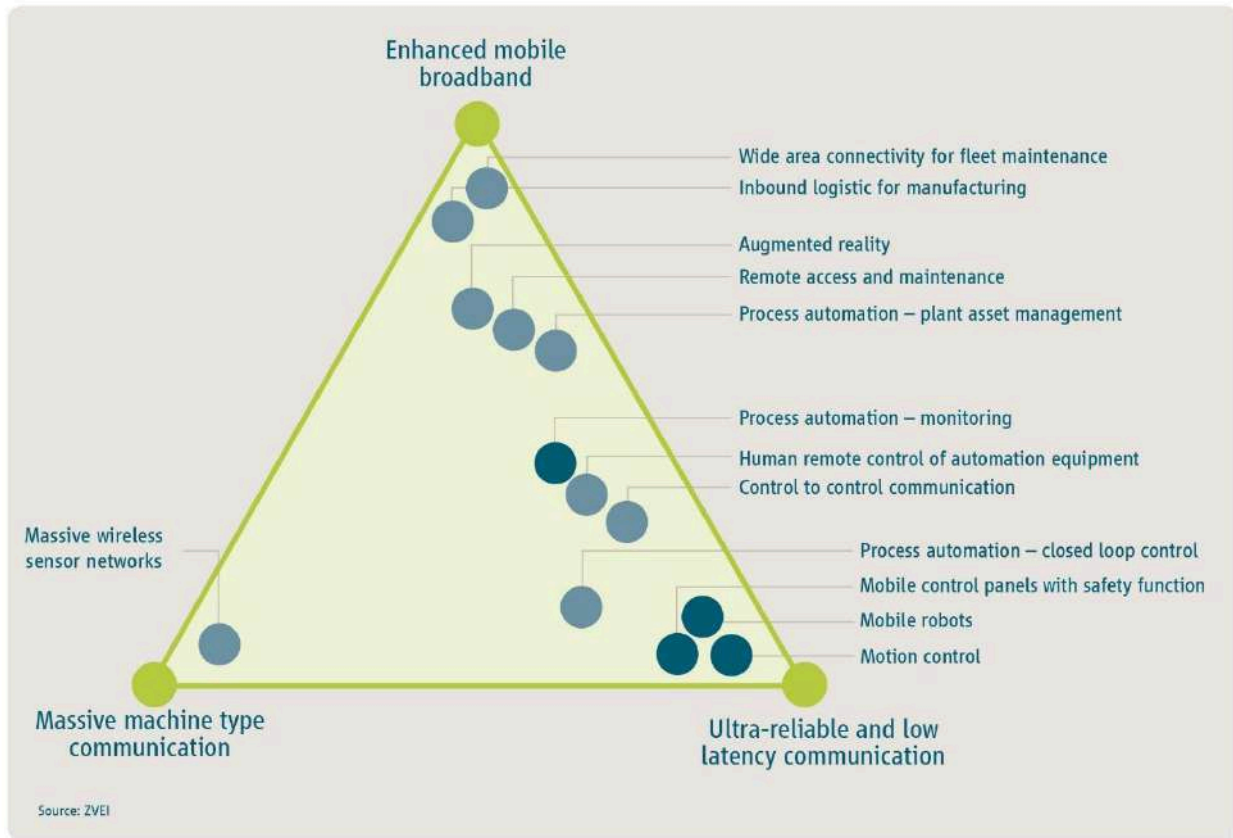 Enhanced mobile
broadband
Wide area connectivity for fleet maintenance
Inbound logistic for manufacturing
Augmented reality
Remote access and maintenance
Process automation – plant asset management
Process automation – monitoring
Human remote control of automation equipment
Control to control communication
Massive wireless
sensor networks
Process automation – closed loop control
Mobile control panels with safety function
Mobile robots
Motion control
Massive machine type
communication
Ultra-reliable and low
latency communication
Source: ZVEI